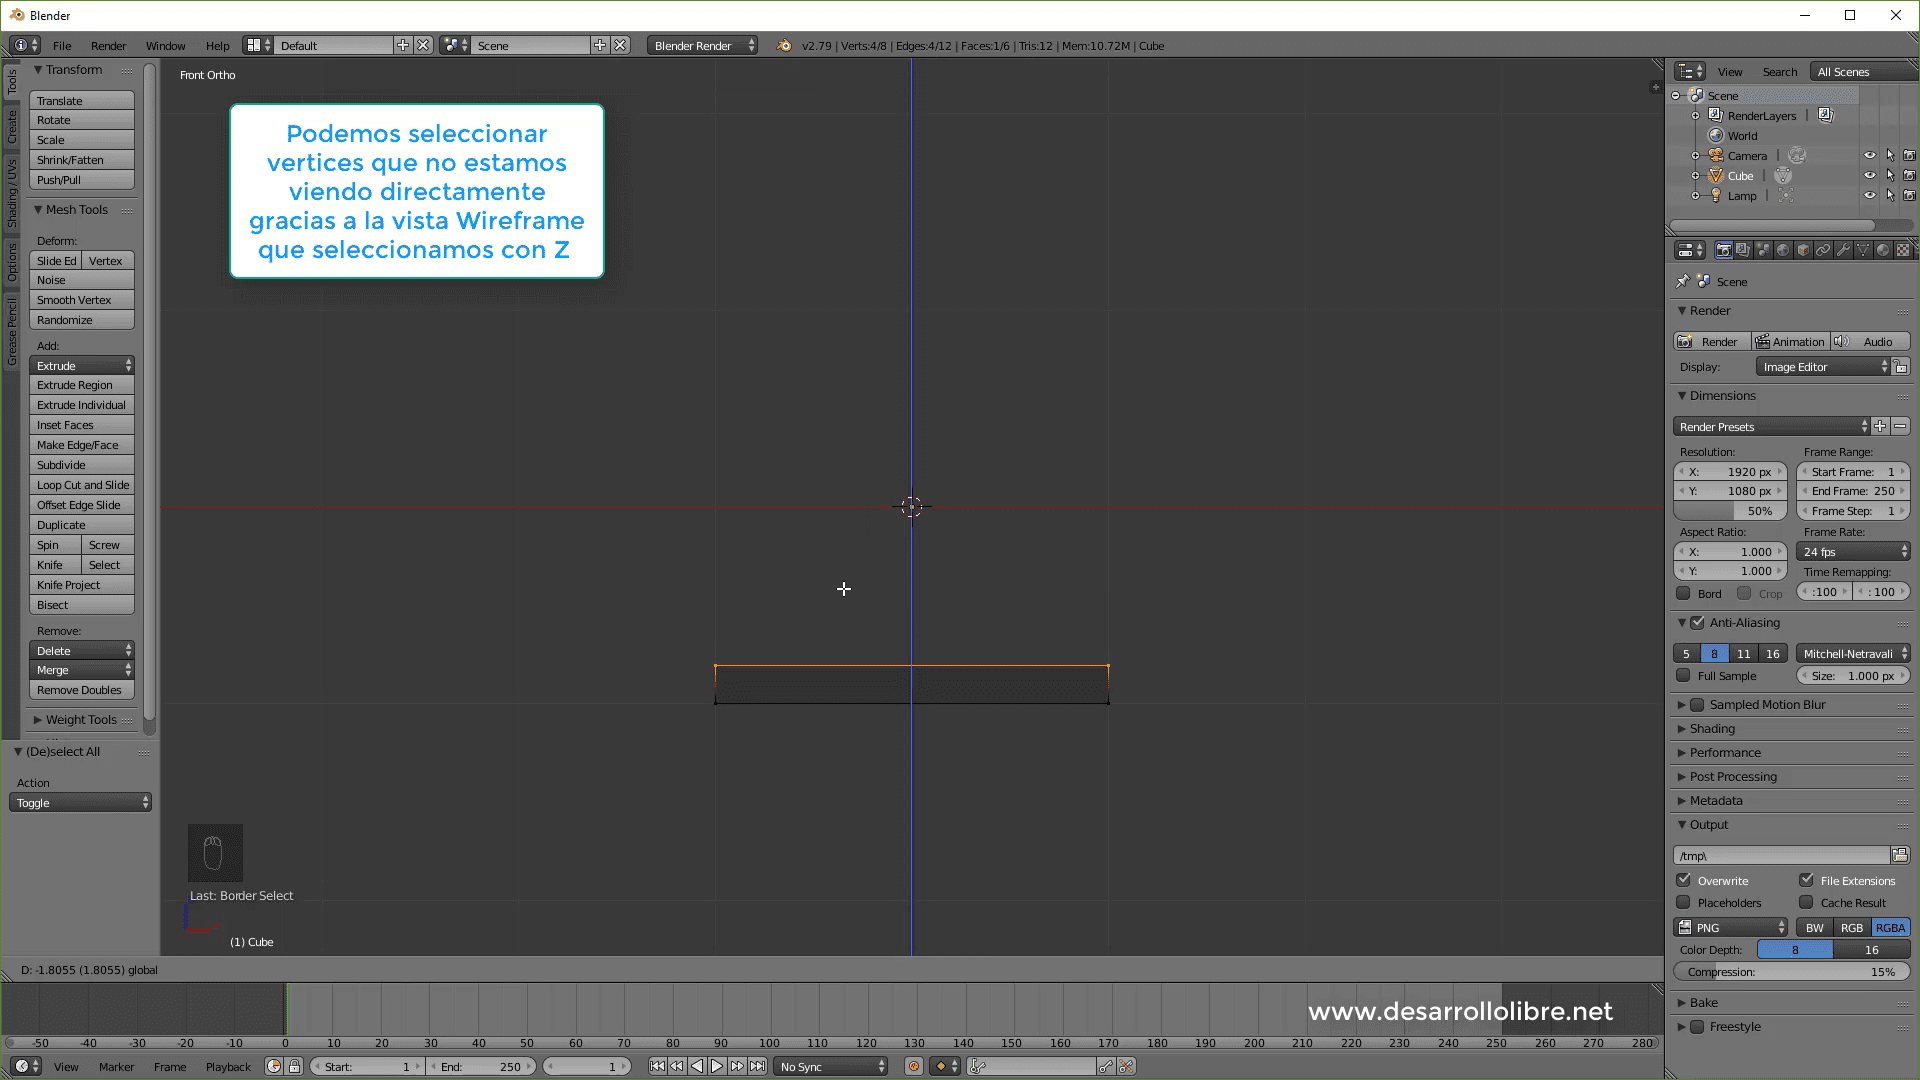 Blender
File Render Window Help Default Scene Blender Render v2.79 | Verts:4/8 | Edges:4/12 | Faces:1/6 | Tris:12 | Mem:10.72M | Cube
Tools
Create
Shading / UVs
Options
Grease Pencil
Transform
Translate
Rotate
Scale
Shrink/Fatten
Push/Pull
Mesh Tools
Deform:
Slide Ed Vertex
Noise
Smooth Vertex
Randomize
Add:
Extrude
Extrude Region
Extrude Individual
Inset Faces
Make Edge/Face
Subdivide
Loop Cut and Slide
Offset Edge Slide
Duplicate
Spin Screw
Knife Select
Knife Project
Bisect
Remove:
Delete
Merge
Remove Doubles
Weight Tools
(De)select All
Action
Toggle
Front Ortho
Podemos seleccionar
vertices que no estamos
viendo directamente
gracias a la vista Wireframe
que seleccionamos con Z
Last: Border Select
(1) Cube
D: -1.8055 (1.8055) global
View Search All Scenes
Scene
RenderLayers
World
Camera
Cube
Lamp
Scene
Render
Render Animation Audio
Display: Image Editor
Dimensions
Render Presets
Resolution: Frame Range:
X: 1920 px Start Frame: 1
Y: 1080 px End Frame: 250
50% Frame Step: 1
Aspect Ratio: Frame Rate:
X: 1.000 24 fps
Y: 1.000 Time Remapping:
Bord Crop :100 : 100
Anti-Aliasing
5 8 11 16 Mitchell-Netravali
Full Sample Size: 1.000 px
Sampled Motion Blur
Shading
Performance
Post Processing
Metadata
Output
/tmp\
Overwrite File Extensions
Placeholders Cache Result
PNG BW RGB RGBA
Color Depth: 8 16
Compression: 15%
Bake
Freestyle
www.desarrollolibre.net
-50 -40 -30 -20 -10 0 10 20 30 40 50 60 70 80 90 100 110 120 130 140 150 160 170 180 190 200 210 220 230 240 250 260 270 280
View Marker Frame Playback Start: 1 End: 250 1 No Sync